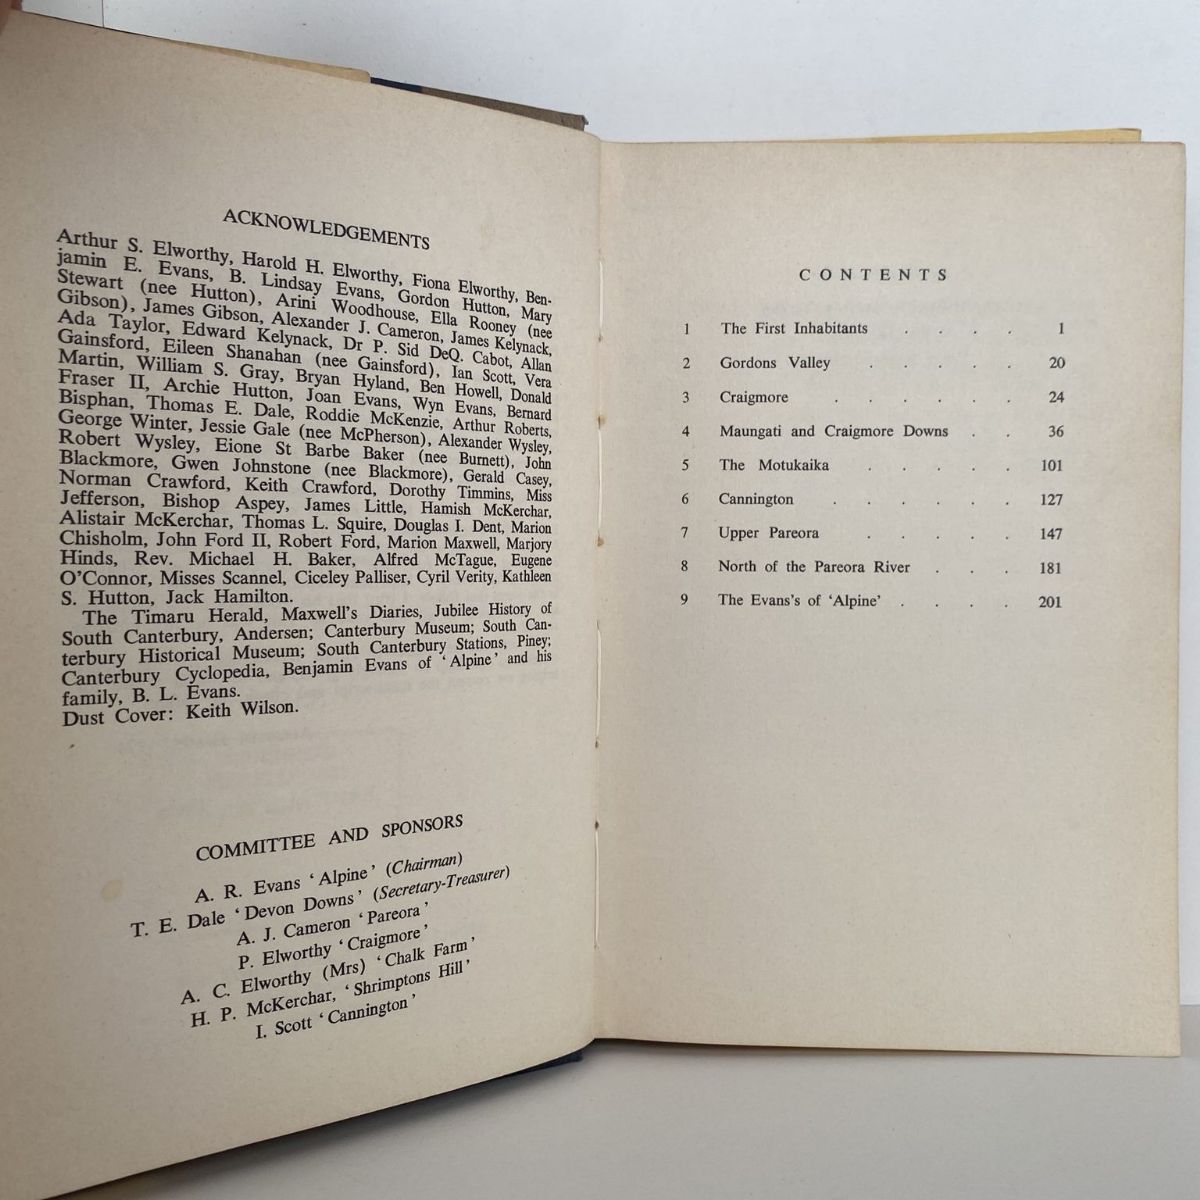 ACKNOWLEDGEMENTS
Arthur S. Elworthy, Harold H. Elworthy, Fiona Elworthy, Ben-
jamin E. Evans, B. Lindsay Evans, Gordon Hutton, Mary
Stewart (nee Hutton), Arini Woodhouse, Ella Rooney (nee
Gibson), James Gibson, Alexander J. Cameron, James Kelynack,
Ada Taylor, Edward Kelynack, Dr P. Sid DeQ. Cabot, Allan
Gainsford, Eileen Shanahan (nee Gainsford), Ian Scott, Vera
Martin, William S. Gray, Bryan Hyland, Ben Howell, Donald
Fraser II, Archie Hutton, Joan Evans, Wyn Evans, Bernard
Bisphan, Thomas E. Dale, Roddie McKenzie, Arthur Roberts,
George Winter, Jessie Gale (nee McPherson), Alexander Wysley,
Robert Wysley, Eione St Barbe Baker (nee Burnett), John
Blackmore, Gwen Johnstone (nee Blackmore), Gerald Casey,
Norman Crawford, Keith Crawford, Dorothy Timmins, Miss
Jefferson, Bishop Aspey, James Little, Hamish McKerchar,
Alistair McKerchar, Thomas L. Squire, Douglas I. Dent, Marion
Chisholm, John Ford II, Robert Ford, Marion Maxwell, Marjory
Hinds, Rev. Michael H. Baker, Alfred McTague, Eugene
O'Connor, Misses Scannel, Ciceley Palliser, Cyril Verity, Kathleen
S. Hutton, Jack Hamilton.
The Timaru Herald, Maxwell's Diaries, Jubilee History of
South Canterbury, Andersen; Canterbury Museum; South Can-
terbury Historical Museum; South Canterbury Stations, Piney;
Canterbury Cyclopedia, Benjamin Evans of 'Alpine' and his
family, B. L. Evans.
Dust Cover: Keith Wilson.
COMMITTEE AND SPONSORS
A. R. Evans 'Alpine' (Chairman)
T. E. Dale 'Devon Downs' (Secretary-Treasurer)
A. J. Cameron 'Pareora'
P. Elworthy 'Craigmore'
A. C. Elworthy (Mrs) 'Chalk Farm'
H. P. McKerchar, 'Shrimptons Hill'
I. Scott 'Cannington'
CONTENTS
1 The First Inhabitants . . . . 1
2 Gordons Valley . . . . . 20
3 Craigmore . . . . . . 24
4 Maungati and Craigmore Downs . . 36
5 The Motukaika . . . . . 101
6 Cannington . . . . . . 127
7 Upper Pareora . . . . . 147
8 North of the Pareora River . . . 181
9 The Evans's of 'Alpine' . . . . 201